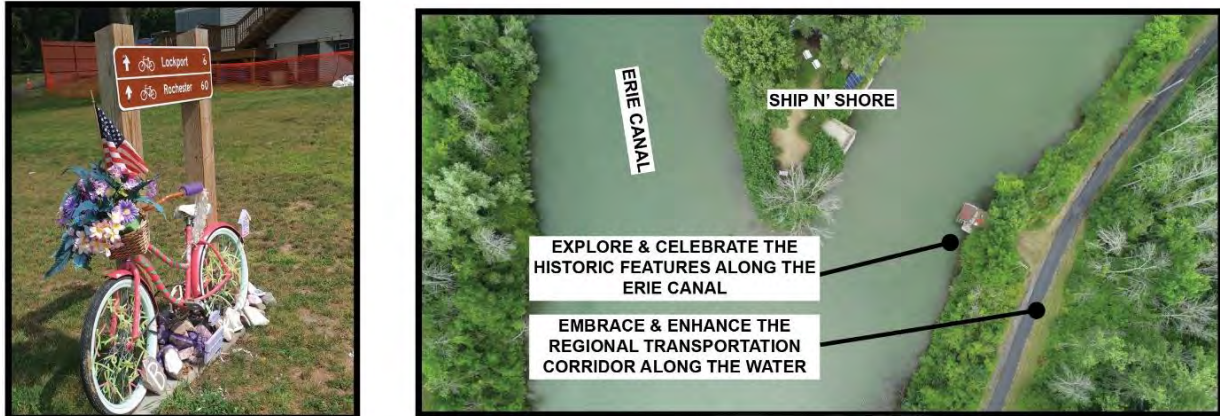 Lockport 6
Rochester 60
B
ERIE CANAL
SHIP N' SHORE
EXPLORE & CELEBRATE THE
HISTORIC FEATURES ALONG THE
ERIE CANAL
EMBRACE & ENHANCE THE
REGIONAL TRANSPORTATION
CORRIDOR ALONG THE WATER